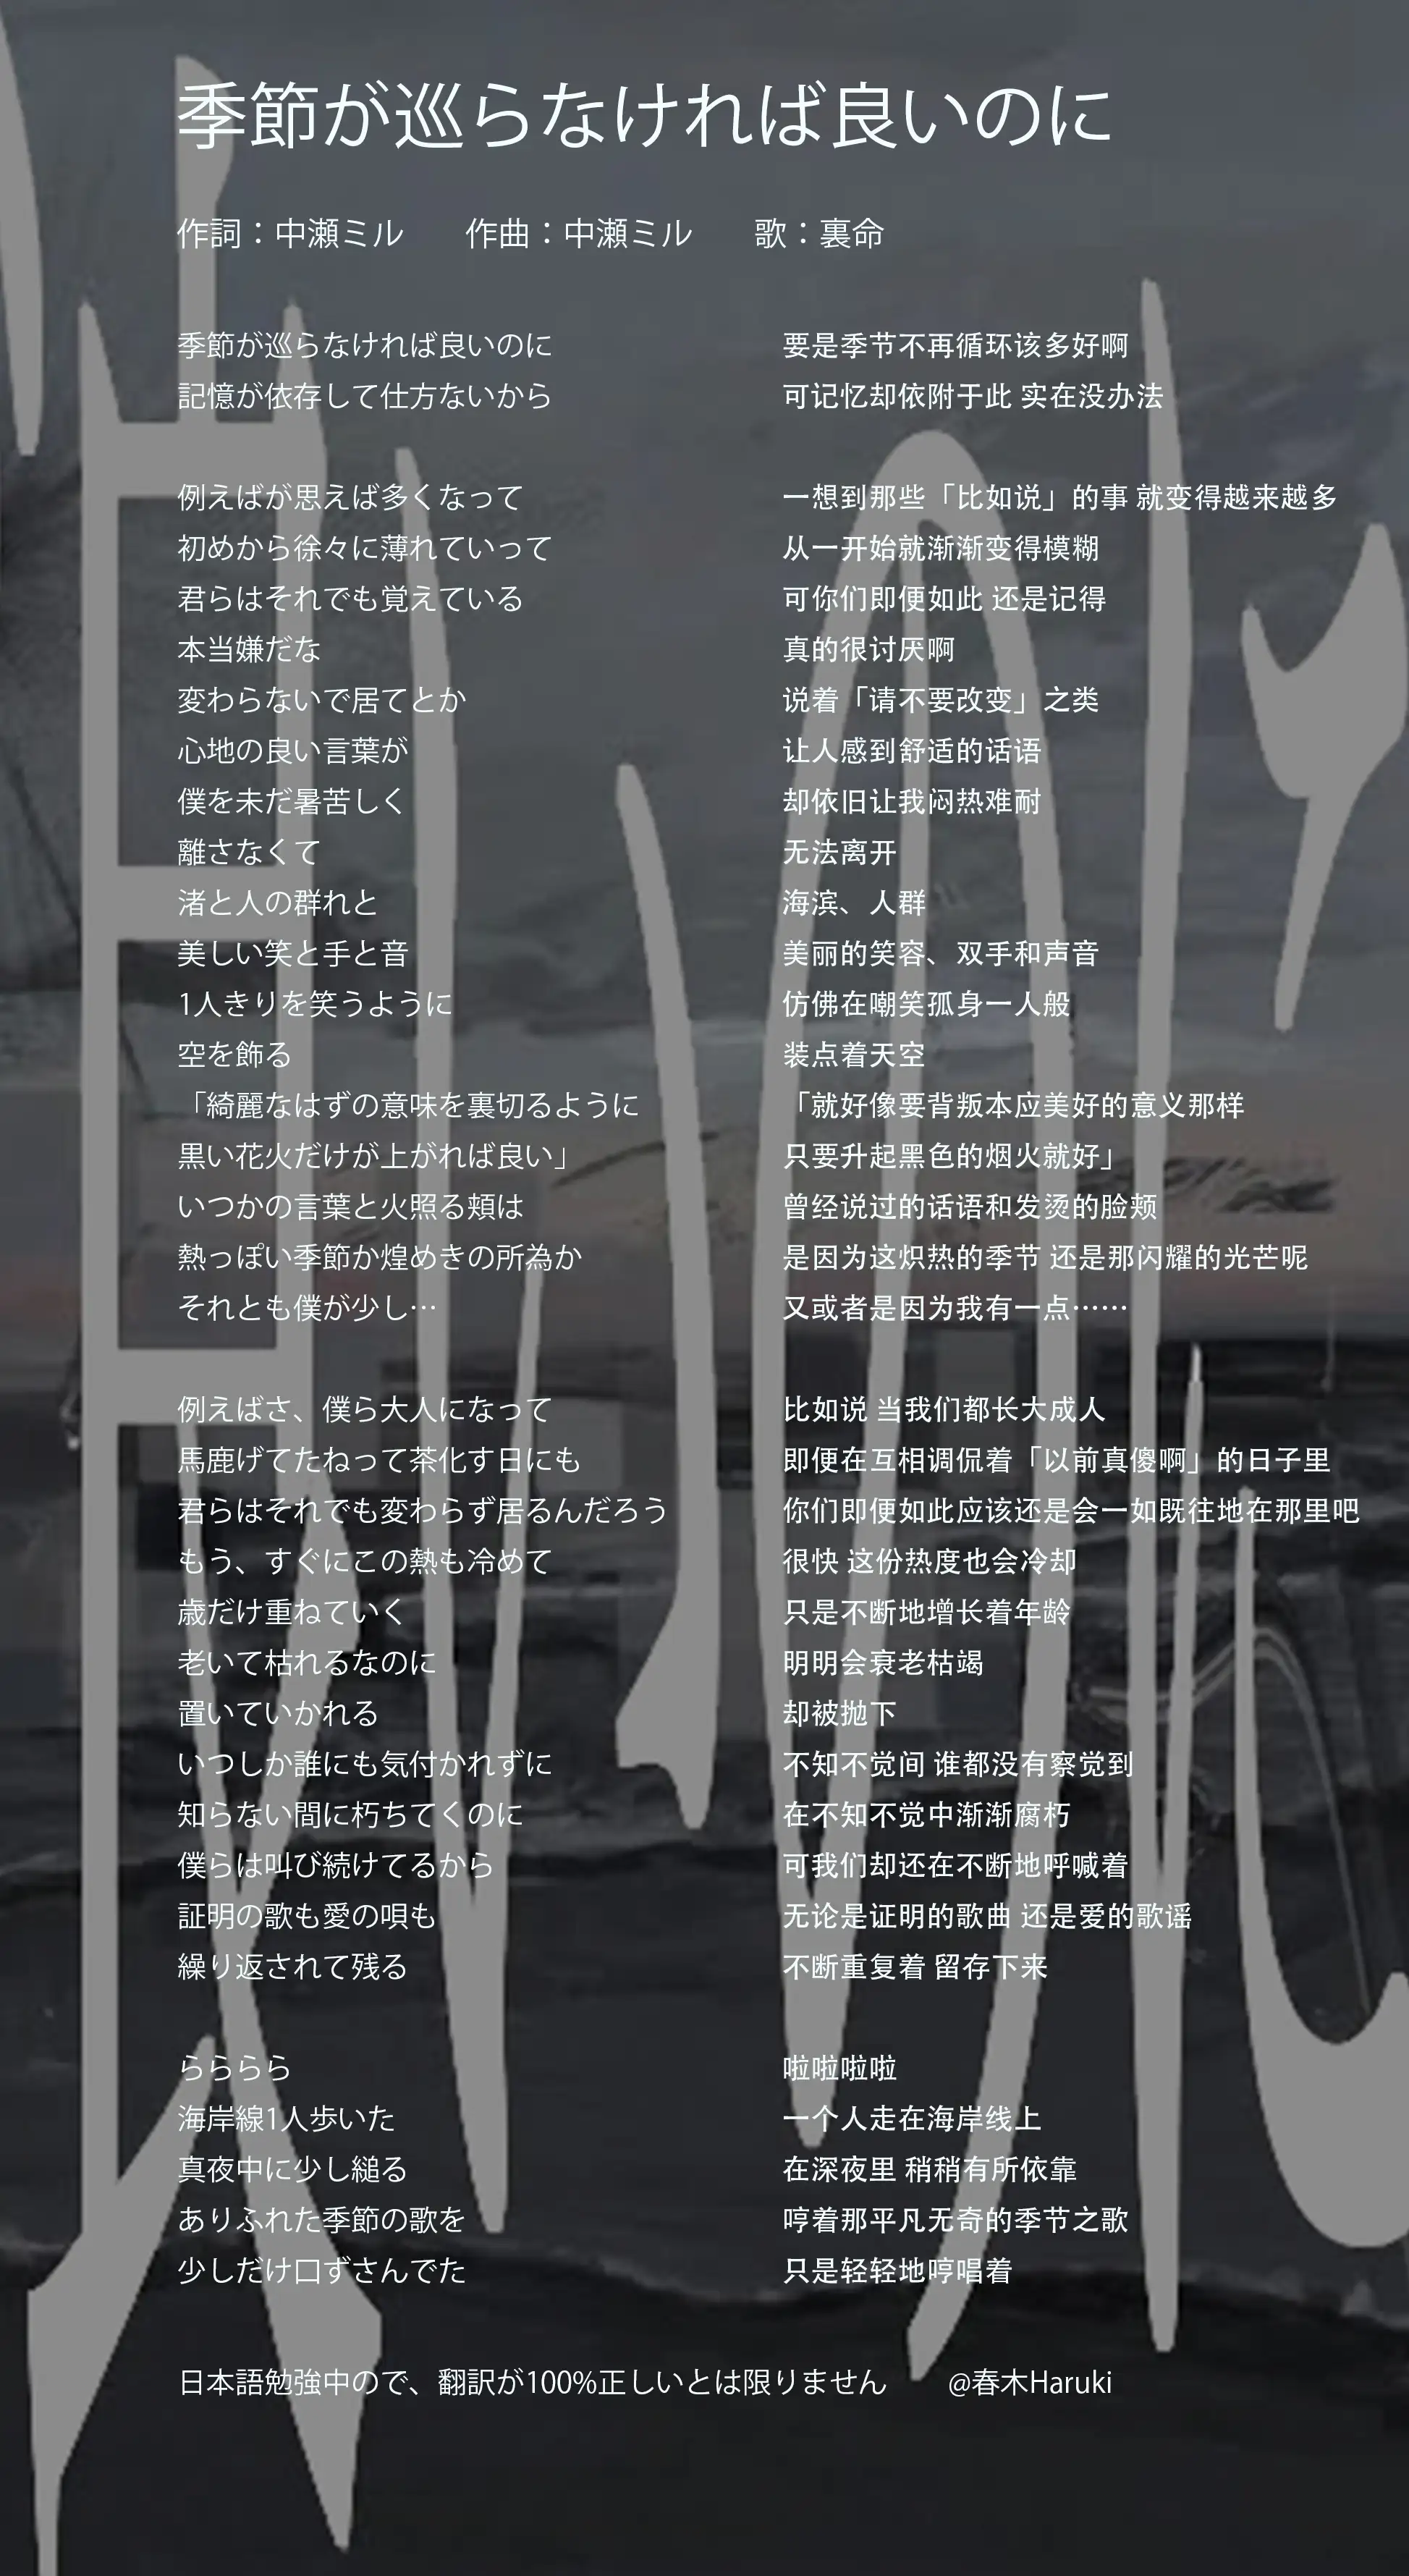 季節が巡らなければ良いのに
作詞：中瀬ミル　作曲：中瀬ミル　歌：裏命
季節が巡らなければ良いのに　要是季节不再循环该多好啊
記憶が依存して仕方ないから　可记忆却依附于此 实在没办法
例えばが思えば多くなって　一想到那些「比如说」的事 就变得越来越多
初めから徐々に薄れていって　从一开始就渐渐变得模糊
君らはそれでも覚えている　可你们即便如此 还是记得
本当嫌だな　真的很讨厌啊
変わらないで居てとか　说着「请不要改变」之类
心地の良い言葉が　让人感到舒适的话语
僕を未だ暑苦しく　却依旧让我闷热难耐
離さなくて　无法离开
渚と人の群れと　海滨、人群
美しい笑と手と音　美丽的笑容、双手和声音
1人きりを笑うように　仿佛在嘲笑孤身一人般
空を飾る　装点着天空
「綺麗なはずの意味を裏切るように　「就好像要背叛本应美好的意义那样
黒い花火だけが上がれば良い」　只要升起黑色的烟火就好」
いつかの言葉と火照る頬は　曾经说过的话语和发烫的脸颊
熱っぽい季節か煌めきの所為か　是因为这炽热的季节 还是那闪耀的光芒呢
それとも僕が少し…　又或者是因为我有一点……
例えばさ、僕ら大人になって　比如说 当我们都长大成人
馬鹿げてたねって茶化す日にも　即便在互相调侃着「以前真傻啊」的日子里
君らはそれでも変わらず居るんだろう　你们即便如此应该还是会一如既往地在那里吧
もう、すぐにこの熱も冷めて　很快 这份热度也会冷却
歳だけ重ねていく　只是不断地增长着年龄
老いて枯れるなのに　明明会衰老枯竭
置いていかれる　却被抛下
いつしか誰にも気付かれずに　不知不觉间 谁都没有察觉到
知らない間に朽ちてくのに　在不知不觉中渐渐腐朽
僕らは叫び続けてるから　可我们却还在不断地呼喊着
証明の歌も愛の唄も　无论是证明的歌曲 还是爱的歌谣
繰り返されて残る　不断重复着 留存下来
らららら　啦啦啦啦
海岸線1人歩いた　一个人走在海岸线上
真夜中に少し縋る　在深夜里 稍稍有所依靠
ありふれた季節の歌を　哼着那平凡无奇的季节之歌
少しだけ口ずさんでた　只是轻轻地哼唱着
日本語勉強中ので、翻訳が100%正しいとは限りません　@春木Haruki